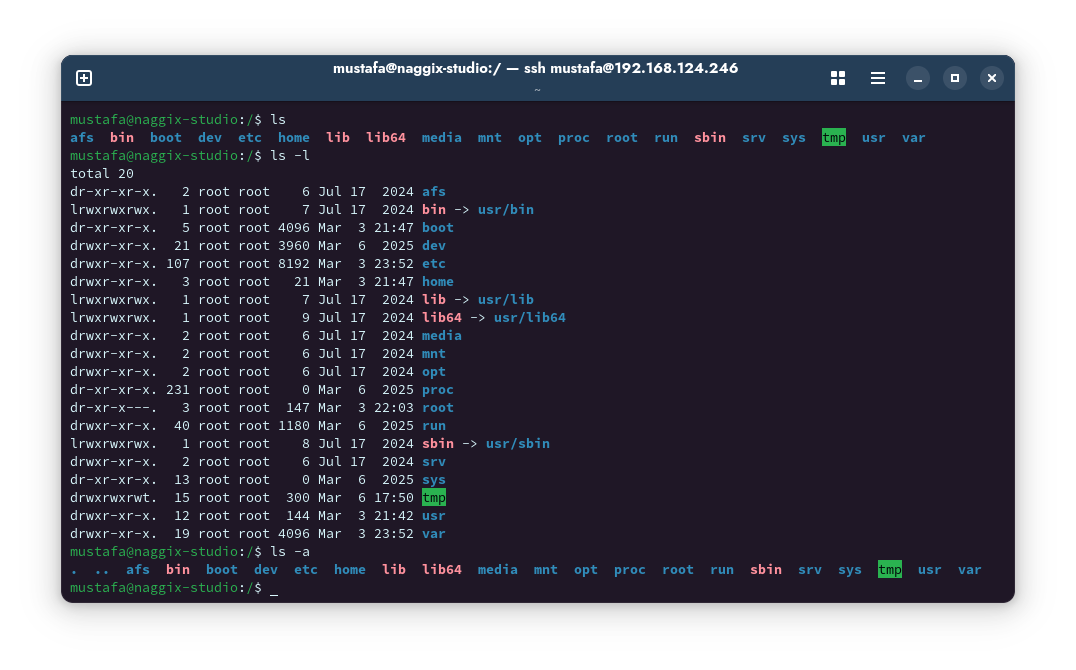 mustafa@naggix-studio:/ — ssh mustafa@192.168.124.246
~
mustafa@naggix-studio:/$ ls
afs  bin  boot  dev  etc  home  lib  lib64  media  mnt  opt  proc  root  run  sbin  srv  sys  tmp  usr  var
mustafa@naggix-studio:/$ ls -l
total 20
dr-xr-xr-x.   2 root root    6 Jul 17  2024 afs
lrwxrwxrwx.   1 root root    7 Jul 17  2024 bin -> usr/bin
dr-xr-xr-x.   5 root root 4096 Mar  3 21:47 boot
drwxr-xr-x.  21 root root 3960 Mar  6  2025 dev
drwxr-xr-x. 107 root root 8192 Mar  3 23:52 etc
drwxr-xr-x.   3 root root   21 Mar  3 21:47 home
lrwxrwxrwx.   1 root root    7 Jul 17  2024 lib -> usr/lib
lrwxrwxrwx.   1 root root    9 Jul 17  2024 lib64 -> usr/lib64
drwxr-xr-x.   2 root root    6 Jul 17  2024 media
drwxr-xr-x.   2 root root    6 Jul 17  2024 mnt
drwxr-xr-x.   2 root root    6 Jul 17  2024 opt
dr-xr-xr-x. 231 root root    0 Mar  6  2025 proc
dr-xr-x---.   3 root root  147 Mar  3 22:03 root
drwxr-xr-x.  40 root root 1180 Mar  6  2025 run
lrwxrwxrwx.   1 root root    8 Jul 17  2024 sbin -> usr/sbin
drwxr-xr-x.   2 root root    6 Jul 17  2024 srv
dr-xr-xr-x.  13 root root    0 Mar  6  2025 sys
drwxrwxrwt.  15 root root  300 Mar  6 17:50 tmp
drwxr-xr-x.  12 root root  144 Mar  3 21:42 usr
drwxr-xr-x.  19 root root 4096 Mar  3 23:52 var
mustafa@naggix-studio:/$ ls -a
.  ..  afs  bin  boot  dev  etc  home  lib  lib64  media  mnt  opt  proc  root  run  sbin  srv  sys  tmp  usr  var
mustafa@naggix-studio:/$ _